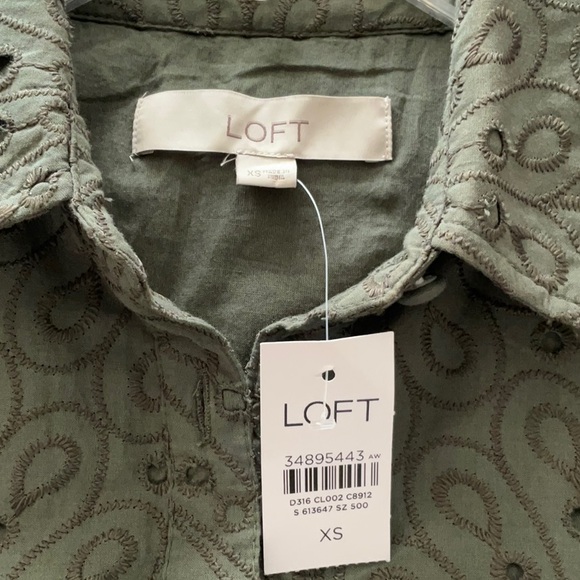 LOFT
XS
LOFT
34895443 AW
D316 CL002 C8912
S 613647 SZ 500
XS